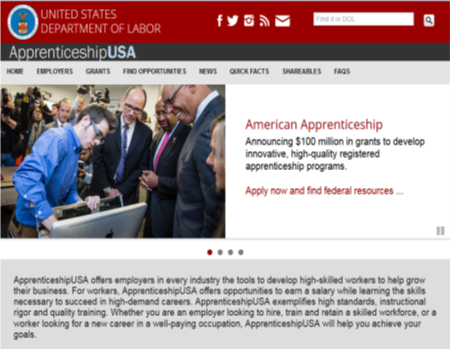 UNITED STATES
DEPARTMENT OF LABOR
Find it in DOL
ApprenticeshipUSA
HOME EMPLOYERS GRANTS FIND OPPORTUNITIES NEWS QUICK FACTS SHAREABLES FAQS
American Apprenticeship
Announcing $100 million in grants to develop
innovative, high-quality registered
apprenticeship programs.
Apply now and find federal resources ...
ApprenticeshipUSA offers employers in every industry the tools to develop high-skilled workers to help grow
their business. For workers, ApprenticeshipUSA offers opportunities to earn a salary while learning the skills
necessary to succeed in high-demand careers. ApprenticeshipUSA exemplifies high standards, instructional
rigor and quality training. Whether you are an employer looking to hire, train and retain a skilled workforce, or a
worker looking for a new career in a well-paying occupation, ApprenticeshipUSA will help you achieve your
goals.